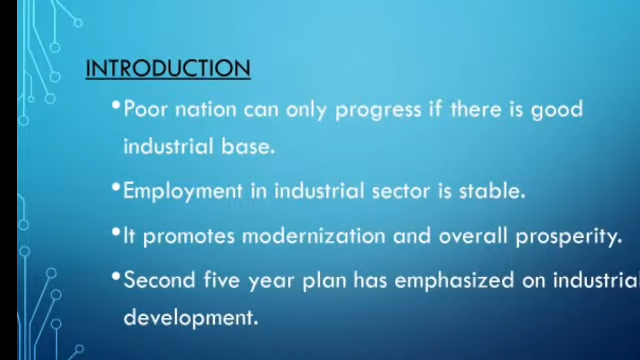 INTRODUCTION
•Poor nation can only progress if there is good
industrial base.
•Employment in industrial sector is stable.
•It promotes modernization and overall prosperity.
•Second five year plan has emphasized on industrial
development.